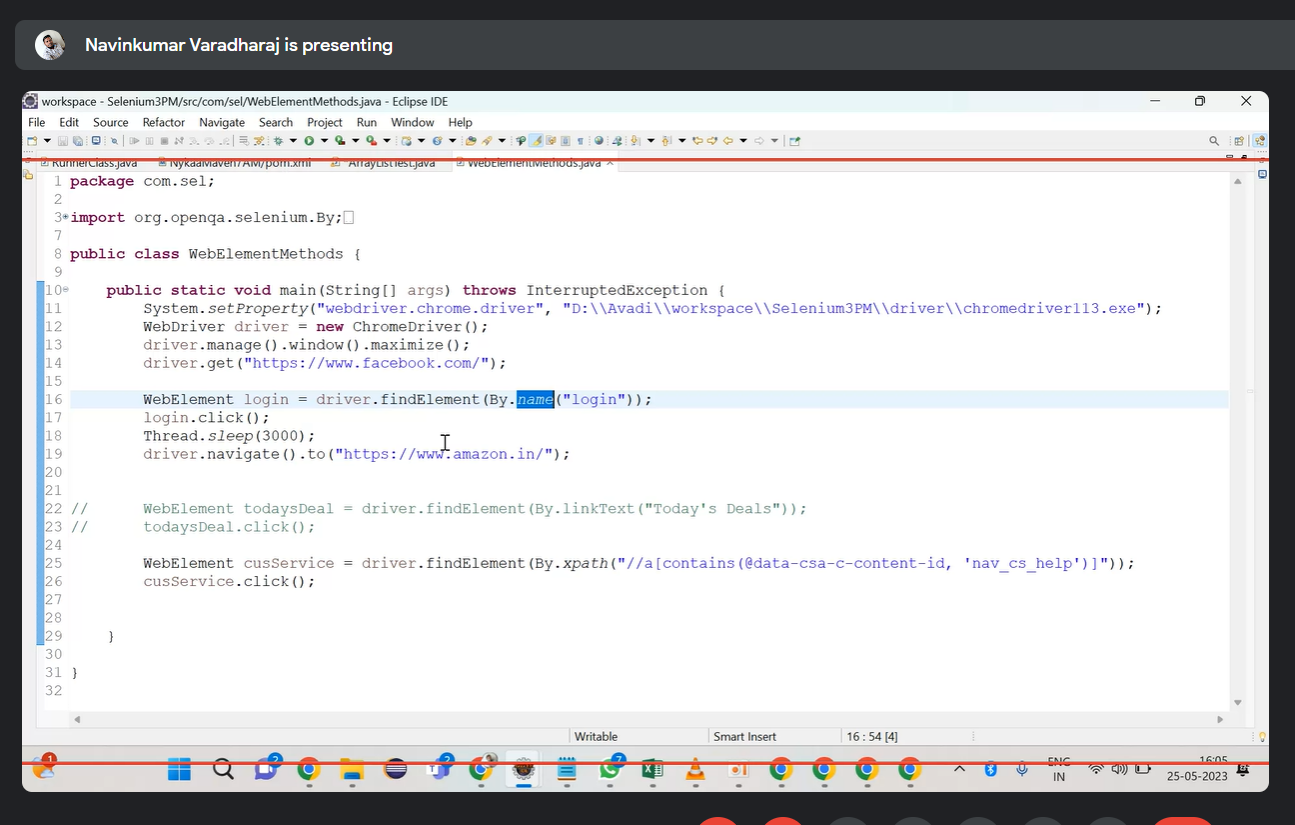 Navinkumar Varadharaj is presenting
workspace - Selenium3PM/src/com/sel/WebElementMethods.java - Eclipse IDE
File Edit Source Refactor Navigate Search Project Run Window Help
RunnerClass.java NykaaMaven7AM/pom.xml ArrayListTest.java WebElementMethods.java
1 package com.sel;
2
3 import org.openqa.selenium.By;
7
8 public class WebElementMethods {
9
10 public static void main(String[] args) throws InterruptedException {
11 System.setProperty("webdriver.chrome.driver", "D:\\Avadi\\workspace\\Selenium3PM\\driver\\chromedriver113.exe");
12 WebDriver driver = new ChromeDriver();
13 driver.manage().window().maximize();
14 driver.get("https://www.facebook.com/");
15
16 WebElement login = driver.findElement(By.name("login"));
17 login.click();
18 Thread.sleep(3000);
19 driver.navigate().to("https://www.amazon.in/");
20
21
22 // WebElement todaysDeal = driver.findElement(By.linkText("Today's Deals"));
23 // todaysDeal.click();
24
25 WebElement cusService = driver.findElement(By.xpath("//a[contains(@data-csa-c-content-id, 'nav_cs_help')]"));
26 cusService.click();
27
28
29 }
30
31 }
32
Writable Smart Insert 16 : 54 [4]
ENG
IN
16:05
25-05-2023